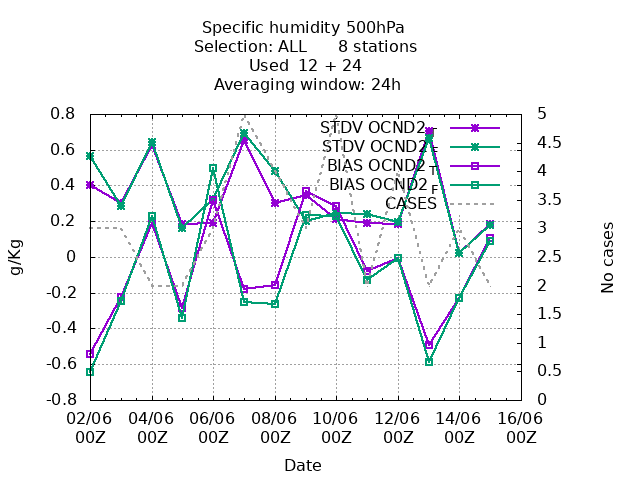 Specific humidity 500hPa
Selection: ALL 8 stations
Used 12 + 24
Averaging window: 24h
0.8
0.6
0.4
0.2
0
-0.2
-0.4
-0.6
-0.8
g/Kg
STDV OCND2_T
STDV OCND2_F
BIAS OCND2_T
BIAS OCND2_F
CASES
5
4.5
4
3.5
3
2.5
2
1.5
1
0.5
0
No cases
02/06 04/06 06/06 08/06 10/06 12/06 14/06 16/06
00Z 00Z 00Z 00Z 00Z 00Z 00Z 00Z
Date